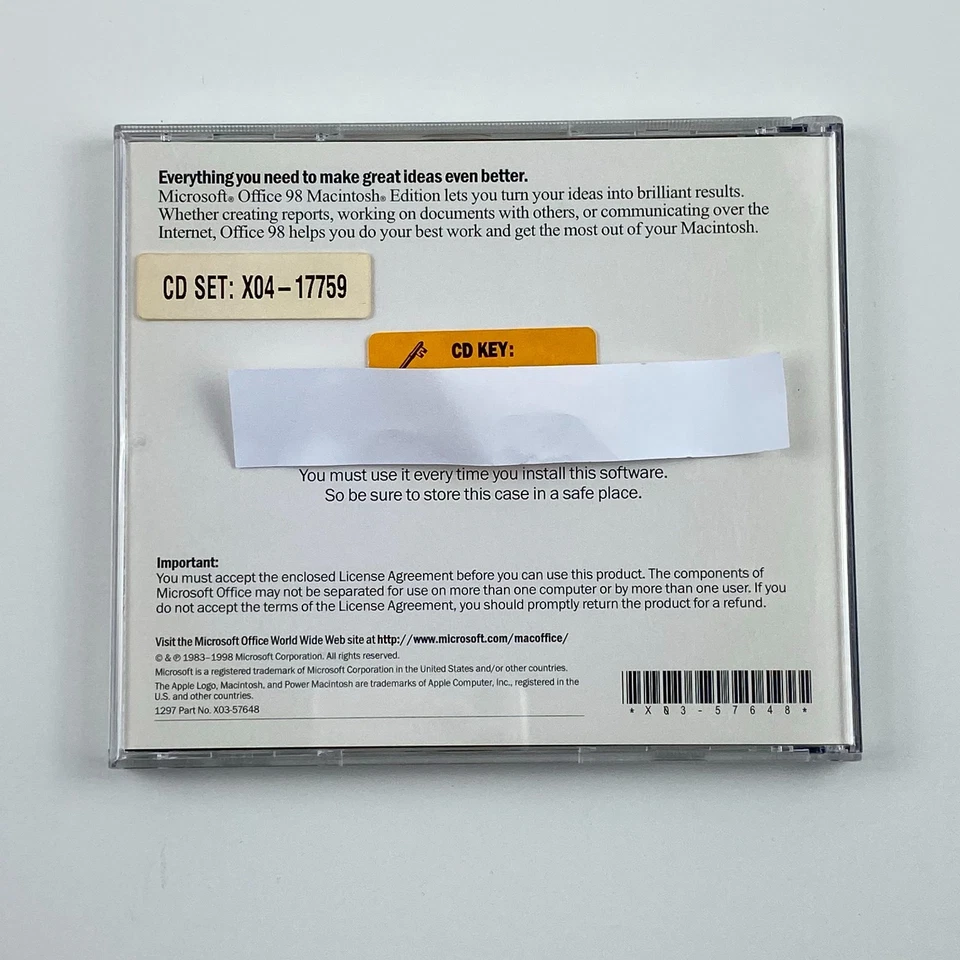 Everything you need to make great ideas even better.
Microsoft® Office 98 Macintosh® Edition lets you turn your ideas into brilliant results.
Whether creating reports, working on documents with others, or communicating over the
Internet, Office 98 helps you do your best work and get the most out of your Macintosh.
CD SET: X04-17759
CD KEY:
You must use it every time you install this software.
So be sure to store this case in a safe place.
Important:
You must accept the enclosed License Agreement before you can use this product. The components of
Microsoft Office may not be separated for use on more than one computer or by more than one user. If you
do not accept the terms of the License Agreement, you should promptly return the product for a refund.
Visit the Microsoft Office World Wide Web site at http://www.microsoft.com/macoffice/
© & ℗ 1983–1998 Microsoft Corporation. All rights reserved.
Microsoft is a registered trademark of Microsoft Corporation in the United States and/or other countries.
The Apple Logo, Macintosh, and Power Macintosh are trademarks of Apple Computer, Inc., registered in the
U.S. and other countries.
1297 Part No. X03-57648
*X03-57648*